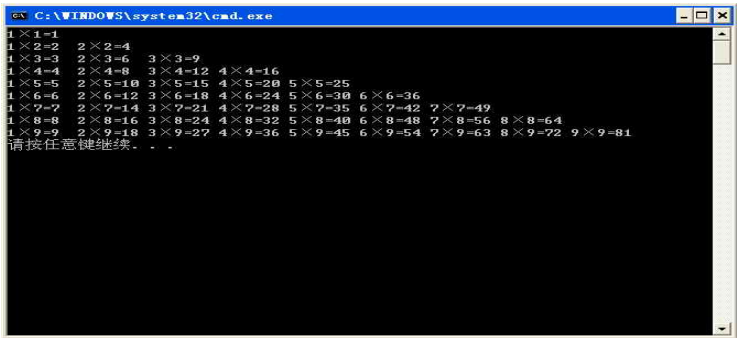 C:\WINDOWS\system32\cmd.exe
1×1=1
1×2=2 2×2=4
1×3=3 2×3=6 3×3=9
1×4=4 2×4=8 3×4=12 4×4=16
1×5=5 2×5=10 3×5=15 4×5=20 5×5=25
1×6=6 2×6=12 3×6=18 4×6=24 5×6=30 6×6=36
1×7=7 2×7=14 3×7=21 4×7=28 5×7=35 6×7=42 7×7=49
1×8=8 2×8=16 3×8=24 4×8=32 5×8=40 6×8=48 7×8=56 8×8=64
1×9=9 2×9=18 3×9=27 4×9=36 5×9=45 6×9=54 7×9=63 8×9=72 9×9=81
请按任意键继续. . .